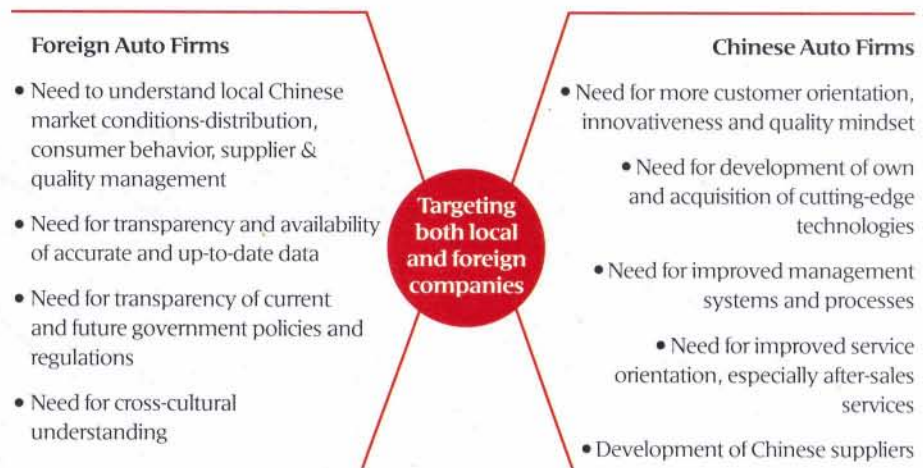 Foreign Auto Firms
• Need to understand local Chinese
market conditions-distribution,
consumer behavior, supplier &
quality management
• Need for transparency and availability
of accurate and up-to-date data
• Need for transparency of current
and future government policies and
regulations
• Need for cross-cultural
understanding
Targeting
both local
and foreign
companies
Chinese Auto Firms
• Need for more customer orientation,
innovativeness and quality mindset
• Need for development of own
and acquisition of cutting-edge
technologies
• Need for improved management
systems and processes
• Need for improved service
orientation, especially after-sales
services
• Development of Chinese suppliers